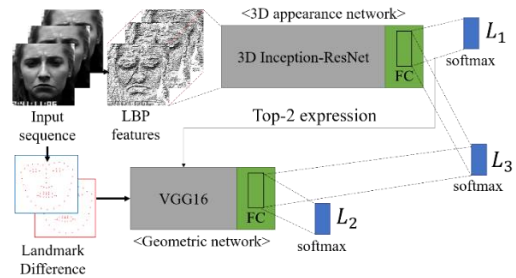 <3D appearance network>
3D Inception-ResNet
FC
L1
softmax
Input
sequence
LBP
features
Top-2 expression
L3
softmax
VGG16
FC
L2
softmax
<Geometric network>
Landmark
Difference